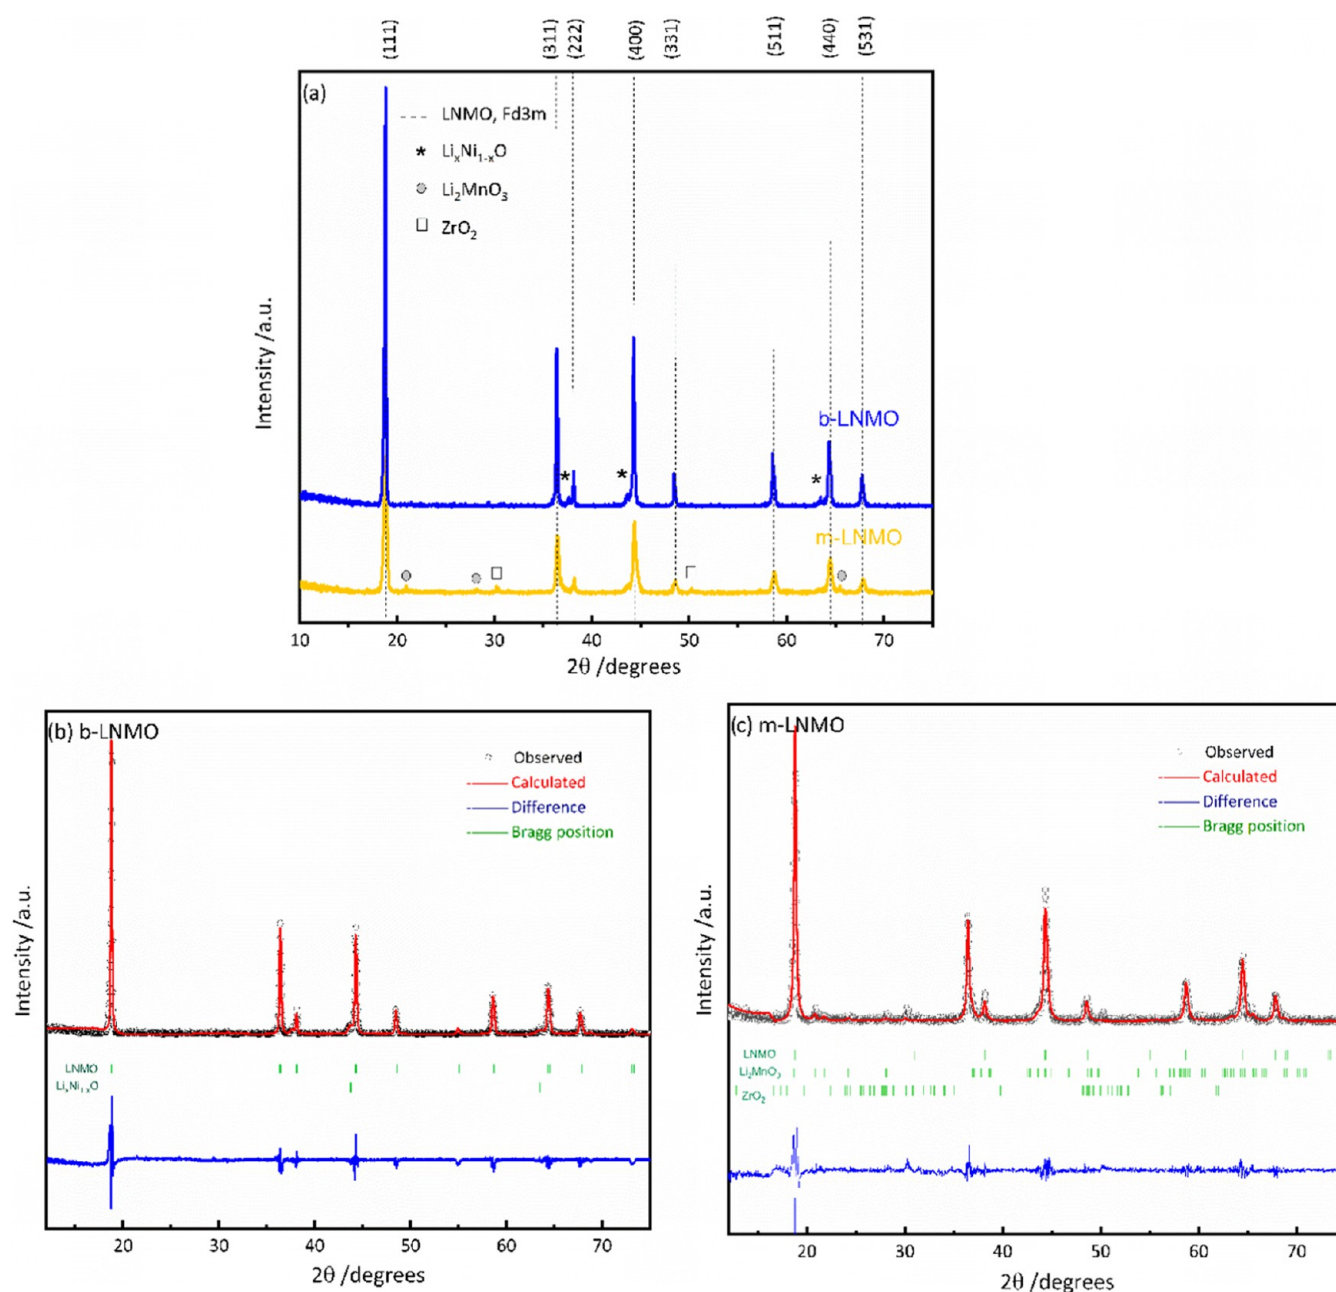 (111)
(311)
(222)
(400)
(331)
(511)
(440)
(531)
(a)
LNMO, Fd3m
* LixNi1-xO
Li2MnO3
ZrO2
Intensity /a.u.
b-LNMO
* * *
m-LNMO
10 20 30 40 50 60 70
2θ /degrees
(b) b-LNMO
Observed
Calculated
Difference
Bragg position
Intensity /a.u.
LNMO
LixNi1-xO
20 30 40 50 60 70
2θ /degrees
(c) m-LNMO
Observed
Calculated
Difference
Bragg position
Intensity /a.u.
LNMO
Li2MnO3
ZrO2
20 30 40 50 60 70
2θ /degrees